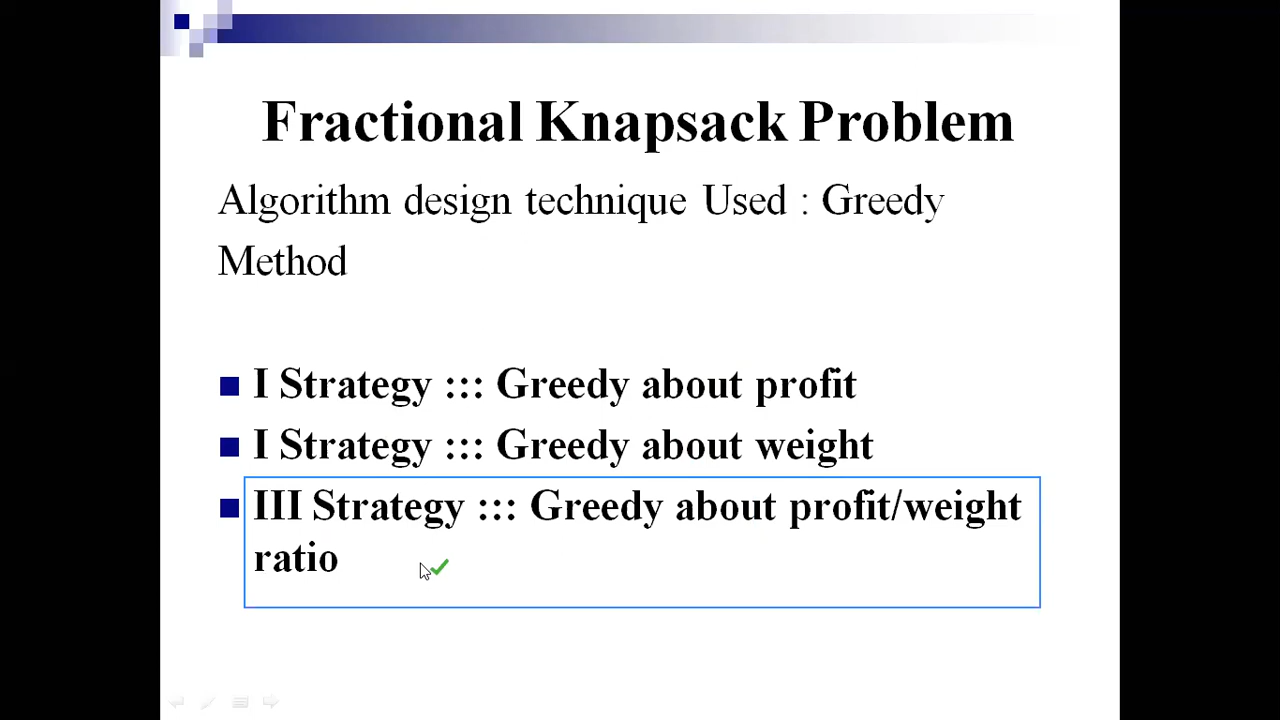 Fractional Knapsack Problem
Algorithm design technique Used : Greedy
Method
I Strategy ::: Greedy about profit
I Strategy ::: Greedy about weight
III Strategy ::: Greedy about profit/weight
ratio